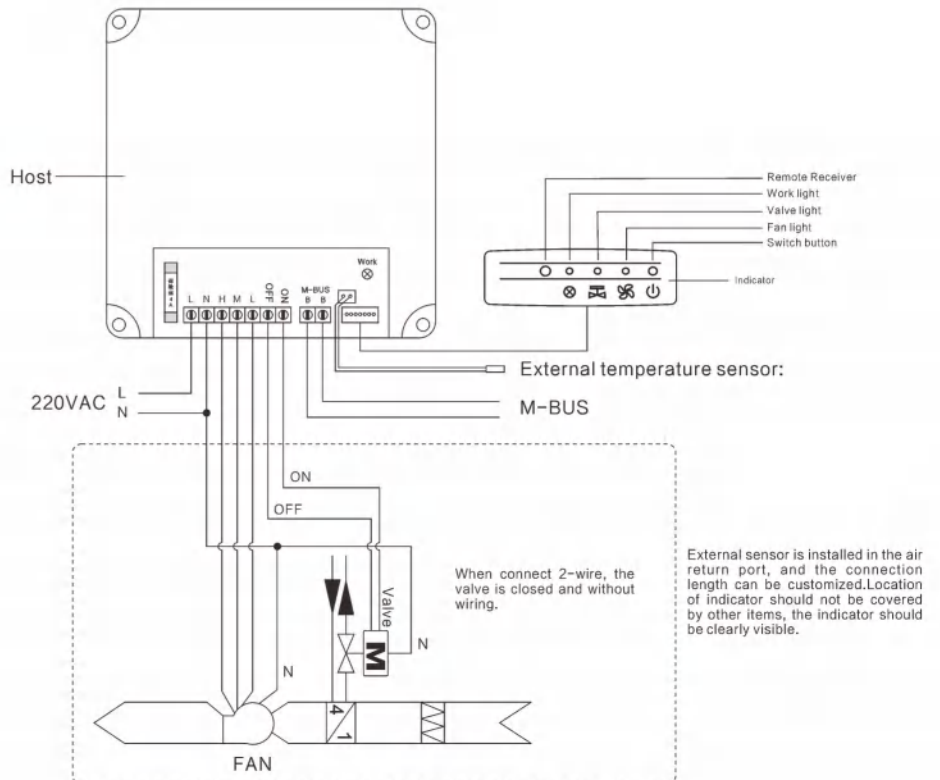 Host
Work
L N H M L OFF ON
M-BUS
B B
Remote Receiver
Work light
Valve light
Fan light
Switch button
Indicator
External temperature sensor:
M-BUS
220VAC L
N
ON
OFF
Valve
M
N
N
When connect 2-wire, the
valve is closed and without
wiring.
4
1
FAN
External sensor is installed in the air
return port, and the connection
length can be customized.Location
of indicator should not be covered
by other items, the indicator should
be clearly visible.